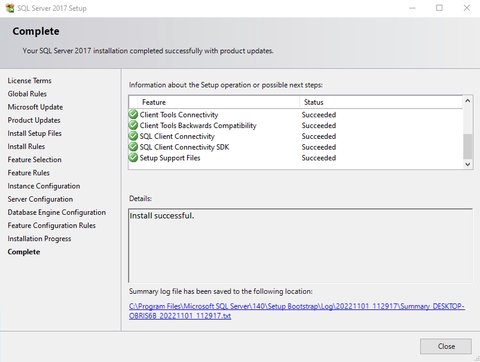 SQL Server 2017 Setup
Complete
Your SQL Server 2017 installation completed successfully with product updates.
License Terms
Global Rules
Microsoft Update
Product Updates
Install Setup Files
Install Rules
Feature Selection
Feature Rules
Instance Configuration
Server Configuration
Database Engine Configuration
Feature Configuration Rules
Installation Progress
Complete
Information about the Setup operation or possible next steps:
Feature Status
Client Tools Connectivity Succeeded
Client Tools Backwards Compatibility Succeeded
SQL Client Connectivity Succeeded
SQL Client Connectivity SDK Succeeded
Setup Support Files Succeeded
Details:
Install successful.
Summary log file has been saved to the following location:
C:\Program Files\Microsoft SQL Server\140\Setup Bootstrap\Log\20221101_112917\Summary_DESKTOP-
OBRIS6B_20221101_112917.txt
Close